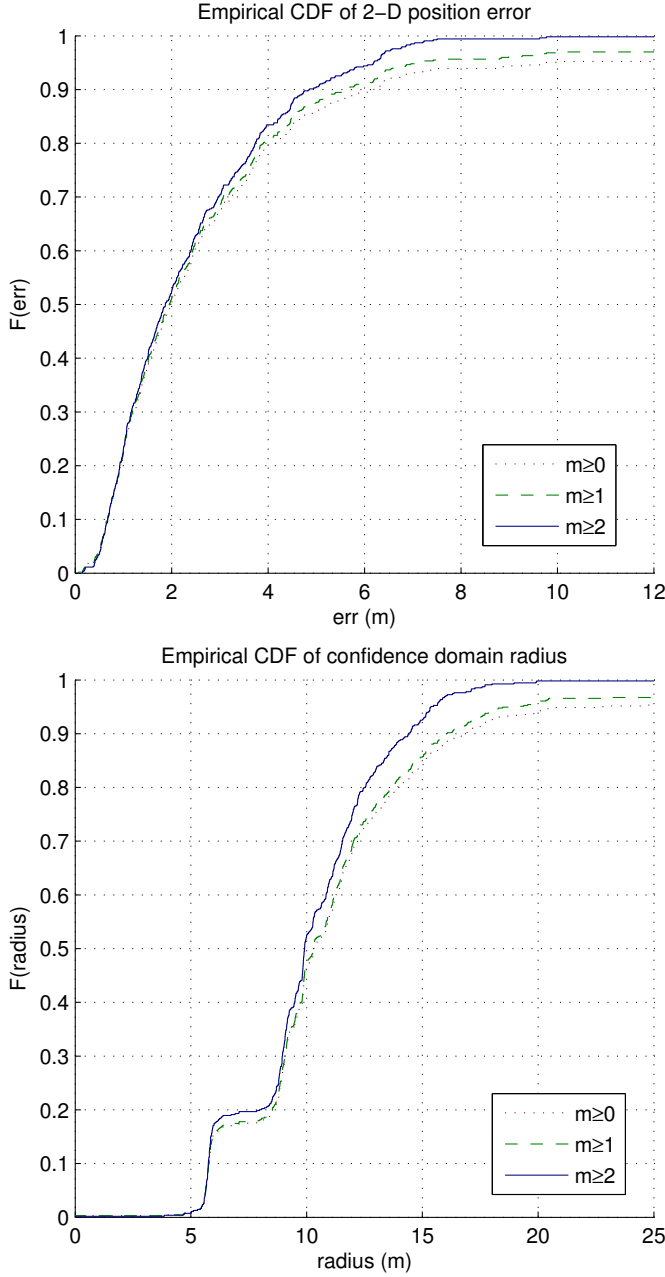 Empirical CDF of 2−D position error
1
0.9
0.8
0.7
0.6
0.5
0.4
0.3
0.2
0.1
0
F(err)
0 2 4 6 8 10 12
err (m)
m≥0
m≥1
m≥2
Empirical CDF of confidence domain radius
1
0.9
0.8
0.7
0.6
0.5
0.4
0.3
0.2
0.1
0
F(radius)
0 5 10 15 20 25
radius (m)
m≥0
m≥1
m≥2